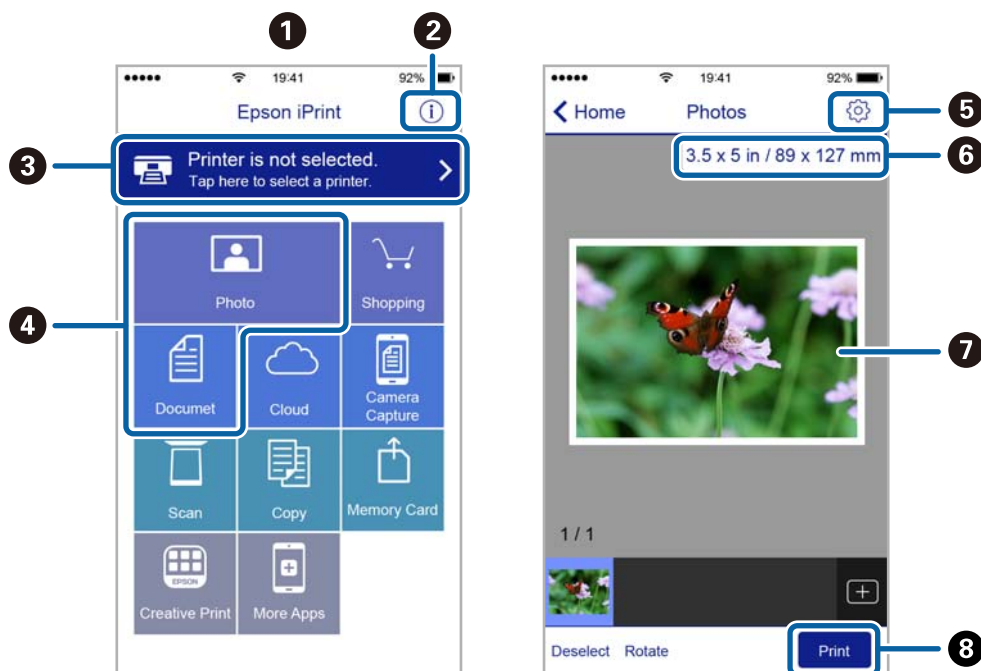 1
2
19:41
92%
Epson iPrint
3
Printer is not selected.
Tap here to select a printer.
4
Photo
Shopping
Documet
Cloud
Camera
Capture
Scan
Copy
Memory Card
EPSON
Creative Print
More Apps
19:41
92%
Home
Photos
5
3.5 x 5 in / 89 x 127 mm
6
7
1 / 1
Deselect
Rotate
Print
8